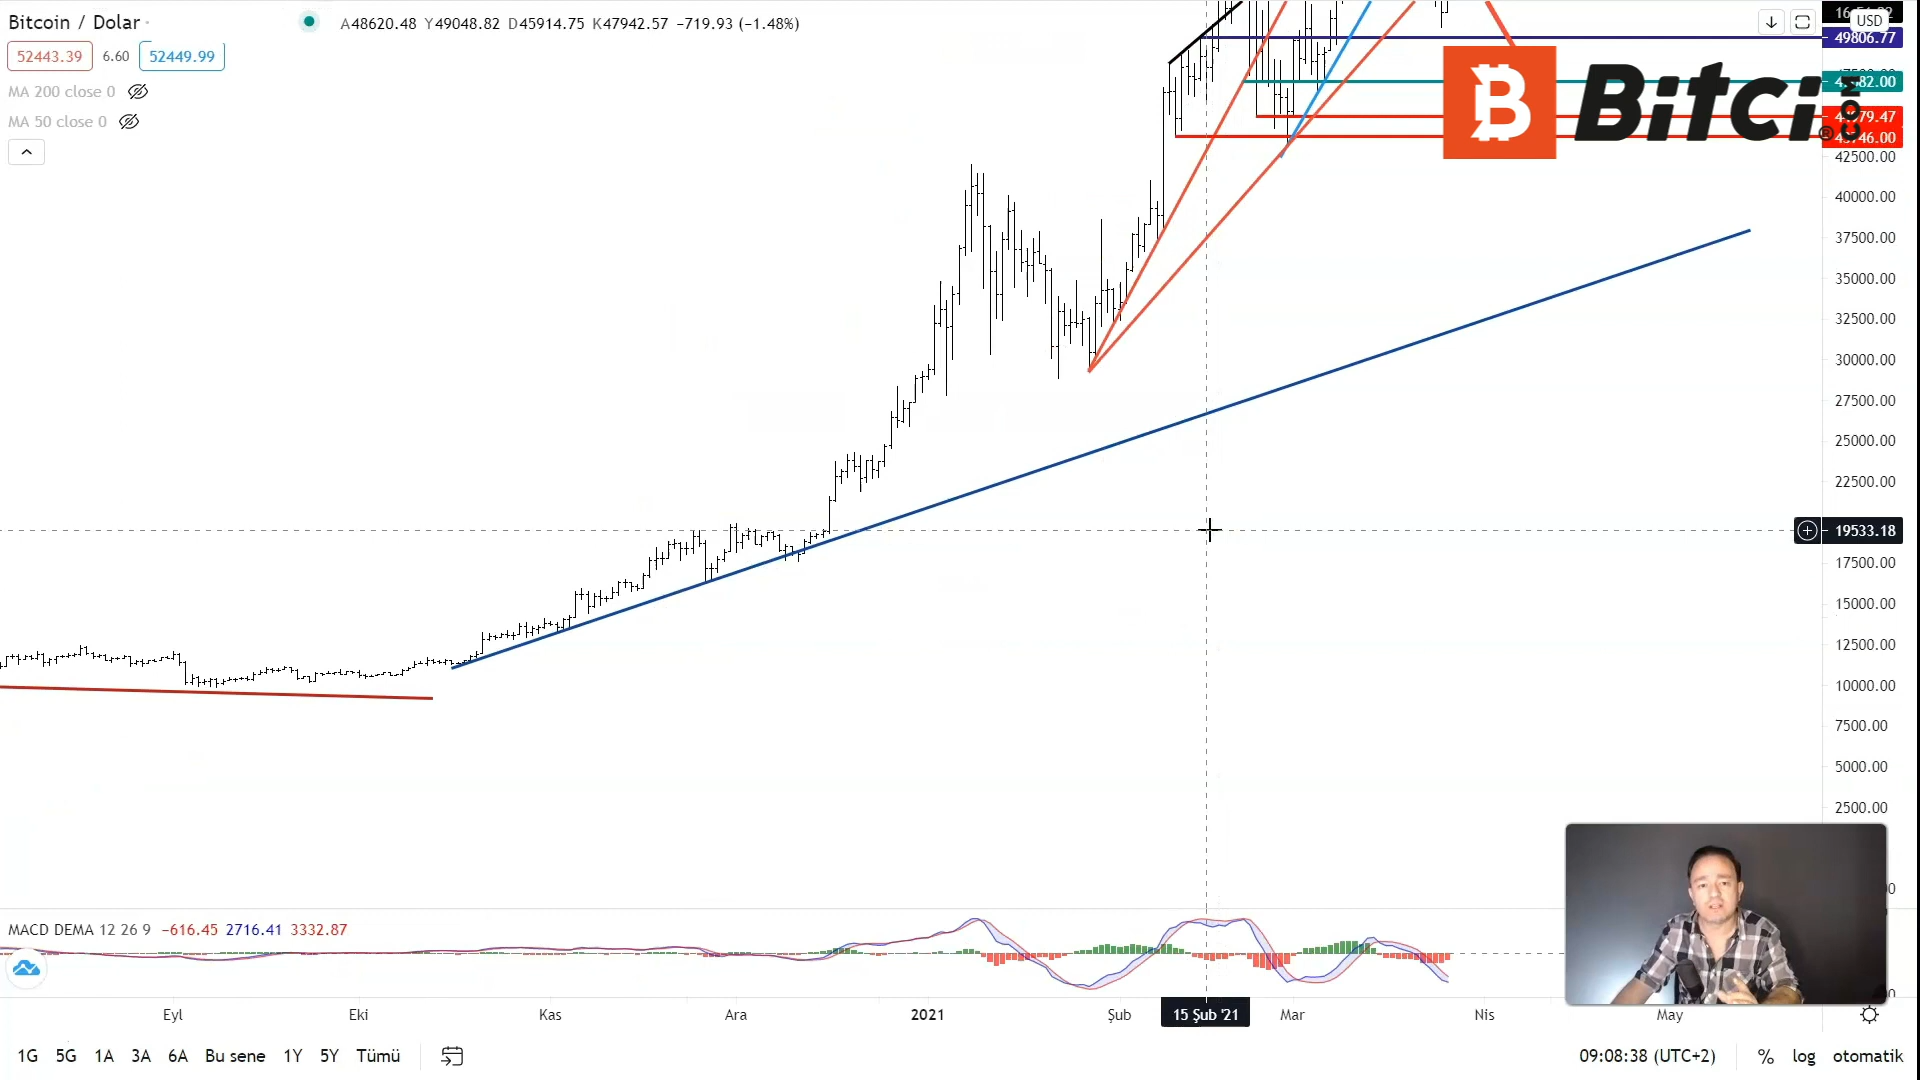 Bitcoin / Dolar
A48620.48 Y49048.82 D45914.75 K47942.57 −719.93 (−1.48%)
52443.39 6.60 52449.99
MA 200 close 0
MA 50 close 0
USD
49806.77
Bitci
.COM
®
42500.00
40000.00
37500.00
35000.00
32500.00
30000.00
27500.00
25000.00
22500.00
19533.18
17500.00
15000.00
12500.00
10000.00
7500.00
5000.00
2500.00
MACD DEMA 12 26 9 −616.45 2716.41 3332.87
Eyl Eki Kas Ara 2021 Şub 15 Şub '21 Mar Nis May
1G 5G 1A 3A 6A Bu sene 1Y 5Y Tümü
09:08:38 (UTC+2) % log otomatik